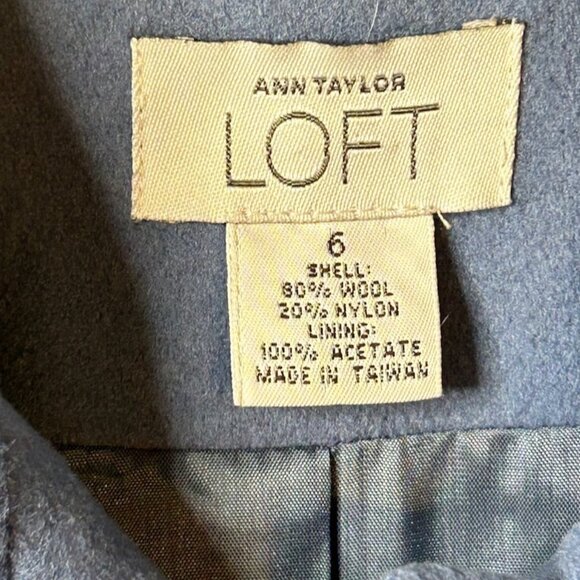 ANN TAYLOR
LOFT
6
SHELL:
80% WOOL
20% NYLON
LINING:
100% ACETATE
MADE IN TAIWAN